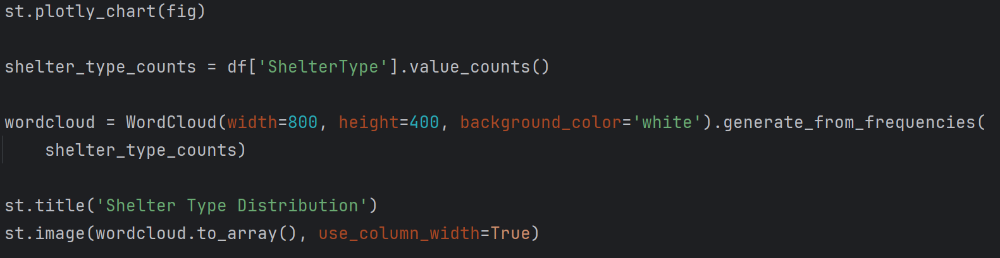 st.plotly_chart(fig)
shelter_type_counts = df['ShelterType'].value_counts()
wordcloud = WordCloud(width=800, height=400, background_color='white').generate_from_frequencies(
    shelter_type_counts)
st.title('Shelter Type Distribution')
st.image(wordcloud.to_array(), use_column_width=True)